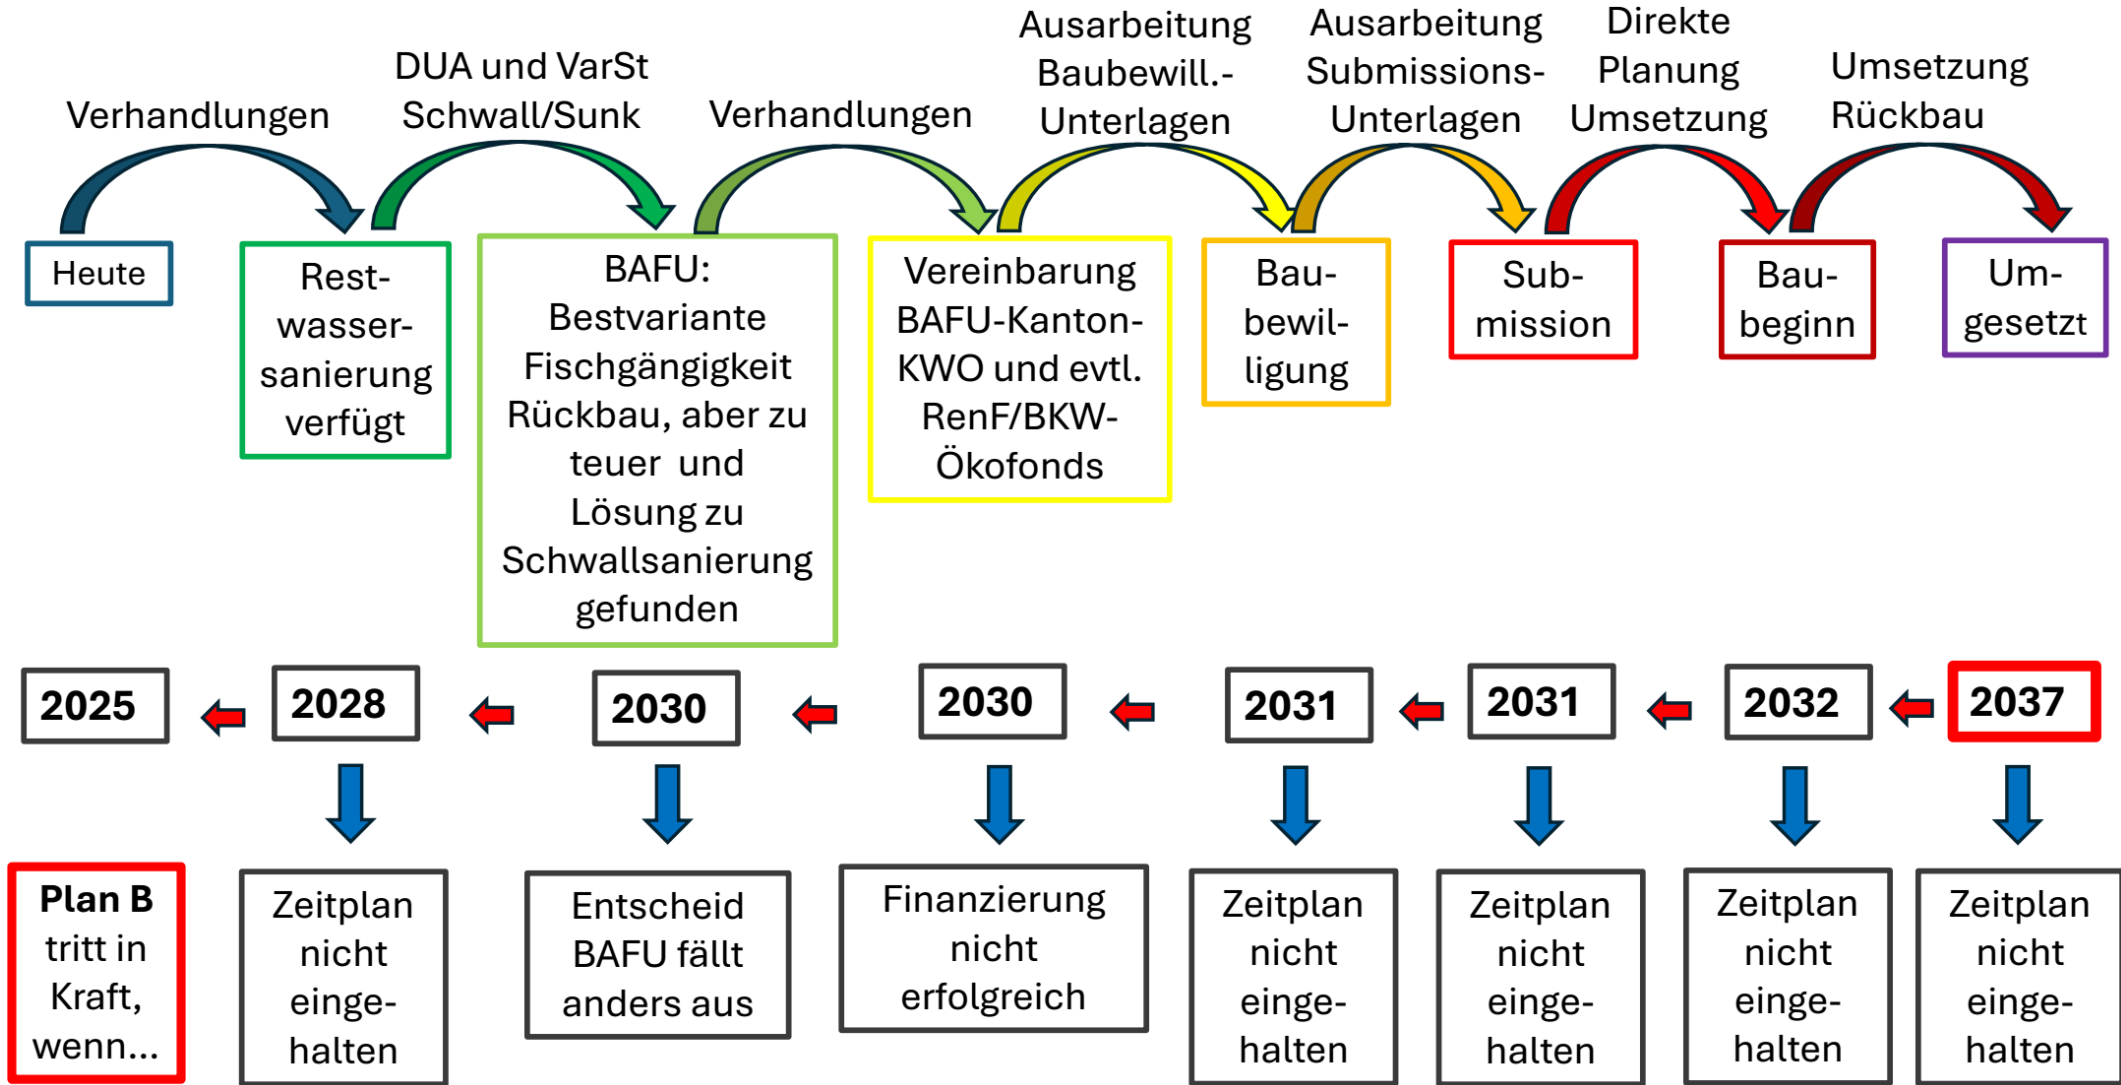 Verhandlungen
DUA und VarSt
Schwall/Sunk
Verhandlungen
Ausarbeitung
Baubewill.-
Unterlagen
Ausarbeitung
Submissions-
Unterlagen
Direkte
Planung
Umsetzung
Umsetzung
Rückbau
Heute
Rest-
wasser-
sanierung
verfügt
BAFU:
Bestvariante
Fischgängigkeit
Rückbau, aber zu
teuer und
Lösung zu
Schwallsanierung
gefunden
Vereinbarung
BAFU-Kanton-
KWO und evtl.
RenF/BKW-
Ökofonds
Bau-
bewil-
ligung
Sub-
mission
Bau-
beginn
Um-
gesetzt
2025
2028
2030
2030
2031
2031
2032
2037
Plan B
tritt in
Kraft,
wenn...
Zeitplan
nicht
einge-
halten
Entscheid
BAFU fällt
anders aus
Finanzierung
nicht
erfolgreich
Zeitplan
nicht
einge-
halten
Zeitplan
nicht
einge-
halten
Zeitplan
nicht
einge-
halten
Zeitplan
nicht
einge-
halten